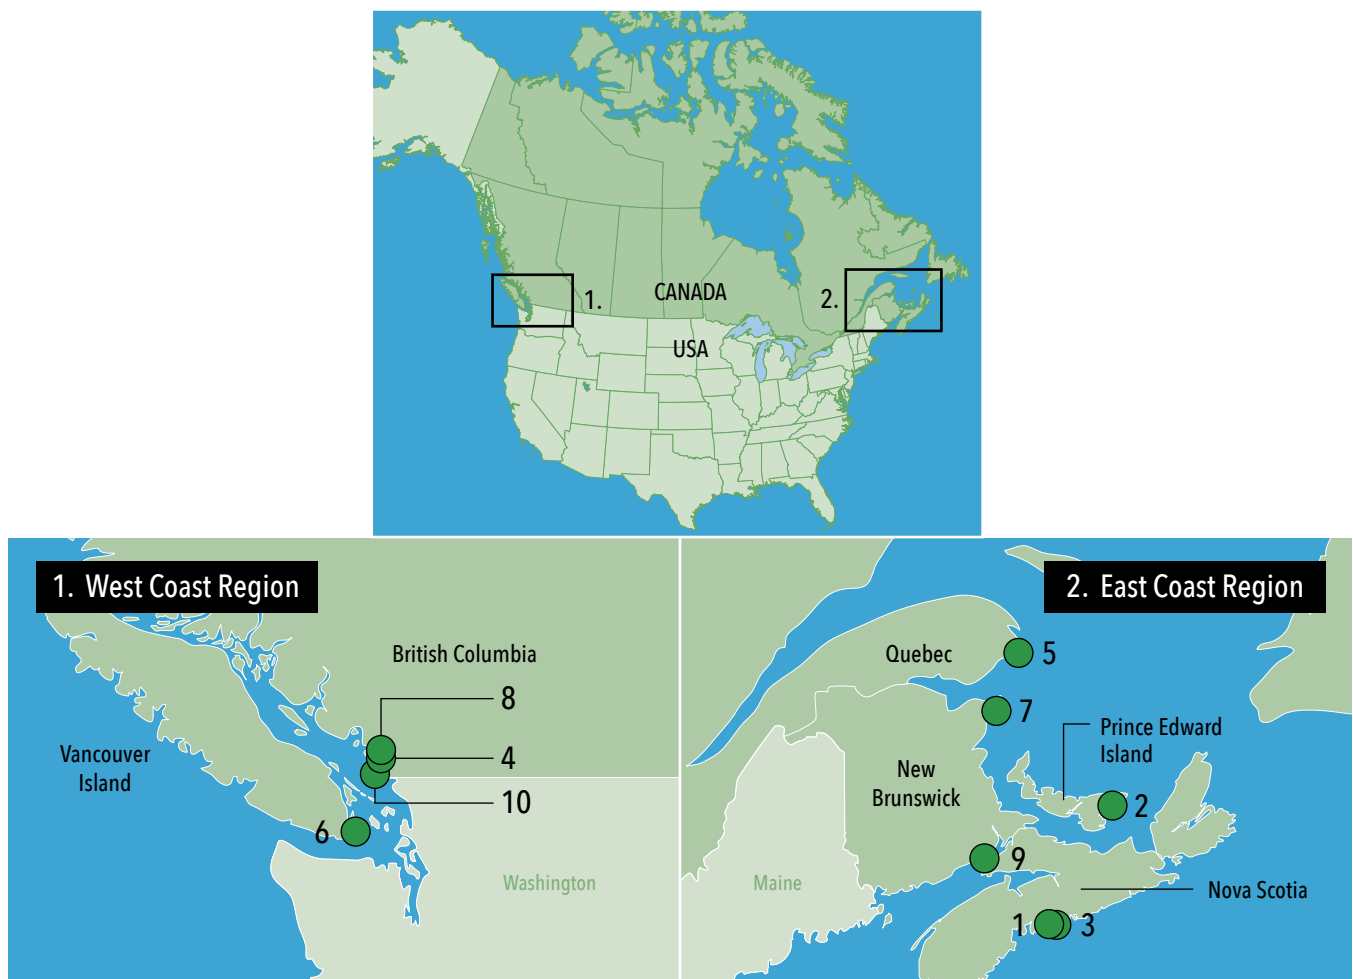 CANADA
USA
1.
2.
1. West Coast Region
British Columbia
8
4
10
Vancouver
Island
6
Washington
2. East Coast Region
Quebec
5
7
Prince Edward
Island
New
Brunswick
2
9
Maine
Nova Scotia
1
3